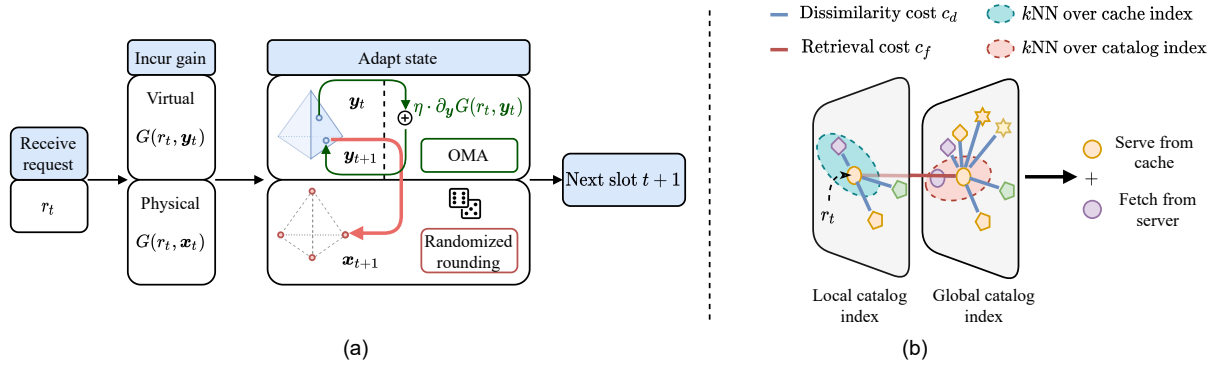 Receive
request
r_t
Incur gain
Virtual
G(r_t, y_t)
Physical
G(r_t, x_t)
Adapt state
y_t
η · ∂_y G(r_t, y_t)
y_{t+1}
OMA
Randomized
rounding
x_{t+1}
Next slot t + 1
(a)
Dissimilarity cost c_d
kNN over cache index
Retrieval cost c_f
kNN over catalog index
r_t
Serve from
cache
+
Fetch from
server
Local catalog
index
Global catalog
index
(b)